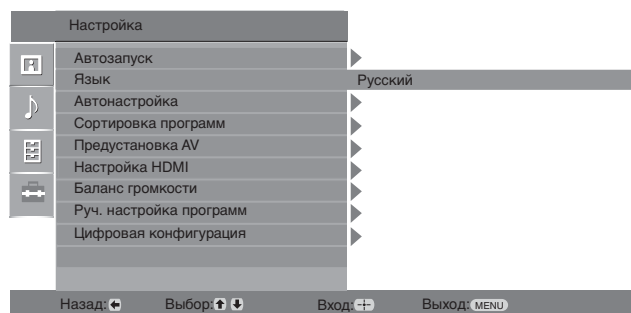 Настройка
Автозапуск
Язык Русский
Автонастройка
Сортировка программ
Предустановка AV
Настройка HDMI
Баланс громкости
Руч. настройка программ
Цифровая конфигурация
Назад: Выбор: Вход: Выход: MENU